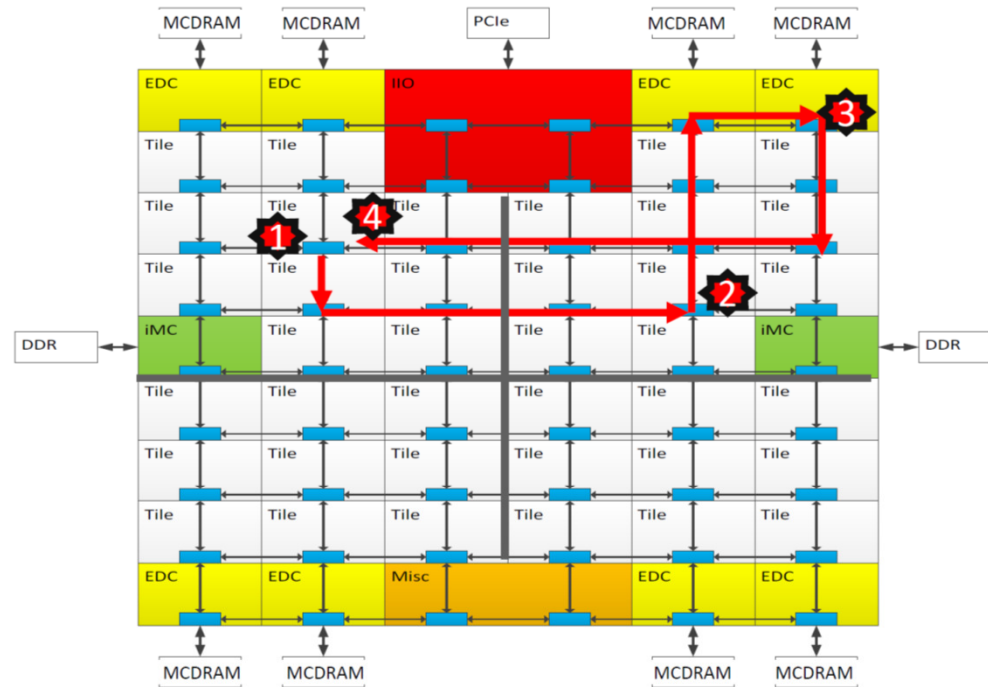 MCDRAM MCDRAM PCIe MCDRAM MCDRAM
EDC EDC IIO EDC EDC
3
Tile Tile Tile Tile
Tile Tile Tile Tile Tile Tile
4
1
Tile Tile Tile Tile Tile Tile
2
DDR iMC Tile Tile Tile Tile iMC DDR
Tile Tile Tile Tile Tile Tile
Tile Tile Tile Tile Tile Tile
Tile Tile Tile Tile Tile Tile
EDC EDC Misc EDC EDC
MCDRAM MCDRAM MCDRAM MCDRAM